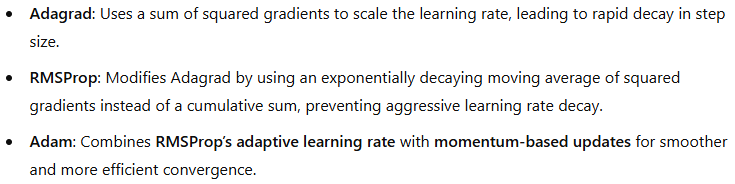 • Adagrad: Uses a sum of squared gradients to scale the learning rate, leading to rapid decay in step
size.
• RMSProp: Modifies Adagrad by using an exponentially decaying moving average of squared
gradients instead of a cumulative sum, preventing aggressive learning rate decay.
• Adam: Combines RMSProp's adaptive learning rate with momentum-based updates for smoother
and more efficient convergence.